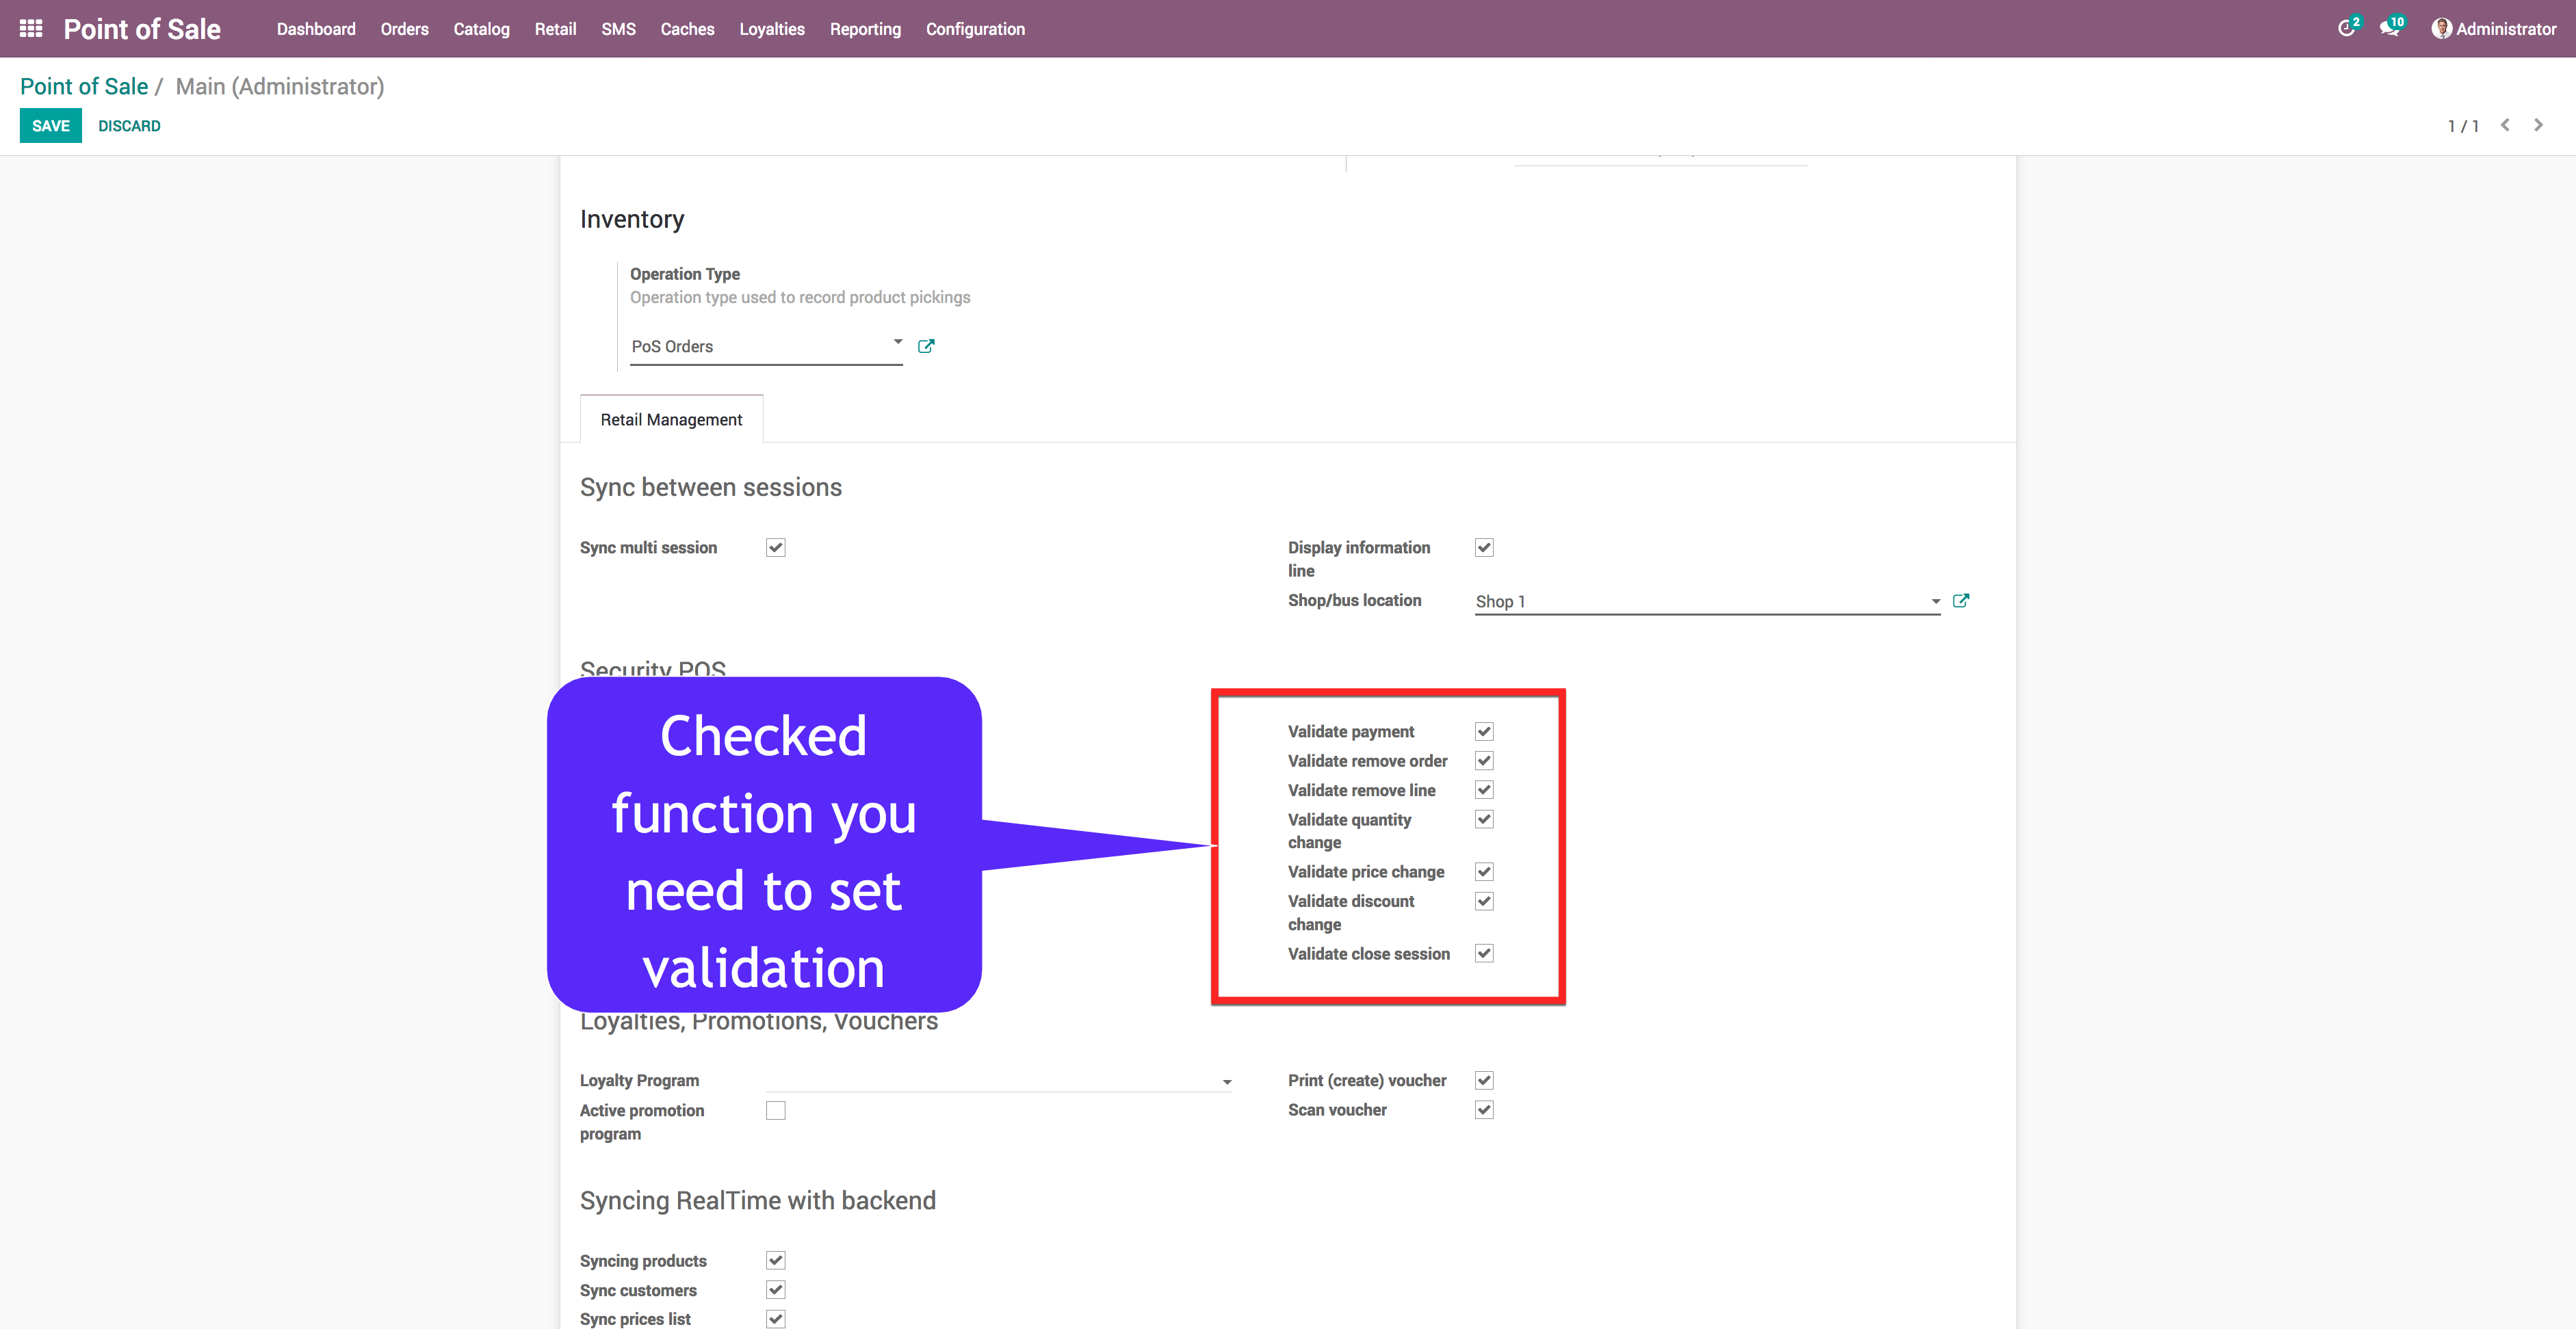 Point of Sale Dashboard Orders Catalog Retail SMS Caches Loyalties Reporting Configuration 2 10 Administrator
Point of Sale / Main (Administrator)
SAVE DISCARD 1 / 1
Inventory
Operation Type
Operation type used to record product pickings
PoS Orders
Retail Management
Sync between sessions
Sync multi session
Display information
line
Shop/bus location Shop 1
Security POS
Checked
function you
need to set
validation
Validate payment
Validate remove order
Validate remove line
Validate quantity
change
Validate price change
Validate discount
change
Validate close session
Loyalties, Promotions, Vouchers
Loyalty Program
Active promotion
program
Print (create) voucher
Scan voucher
Syncing RealTime with backend
Syncing products
Sync customers
Sync prices list